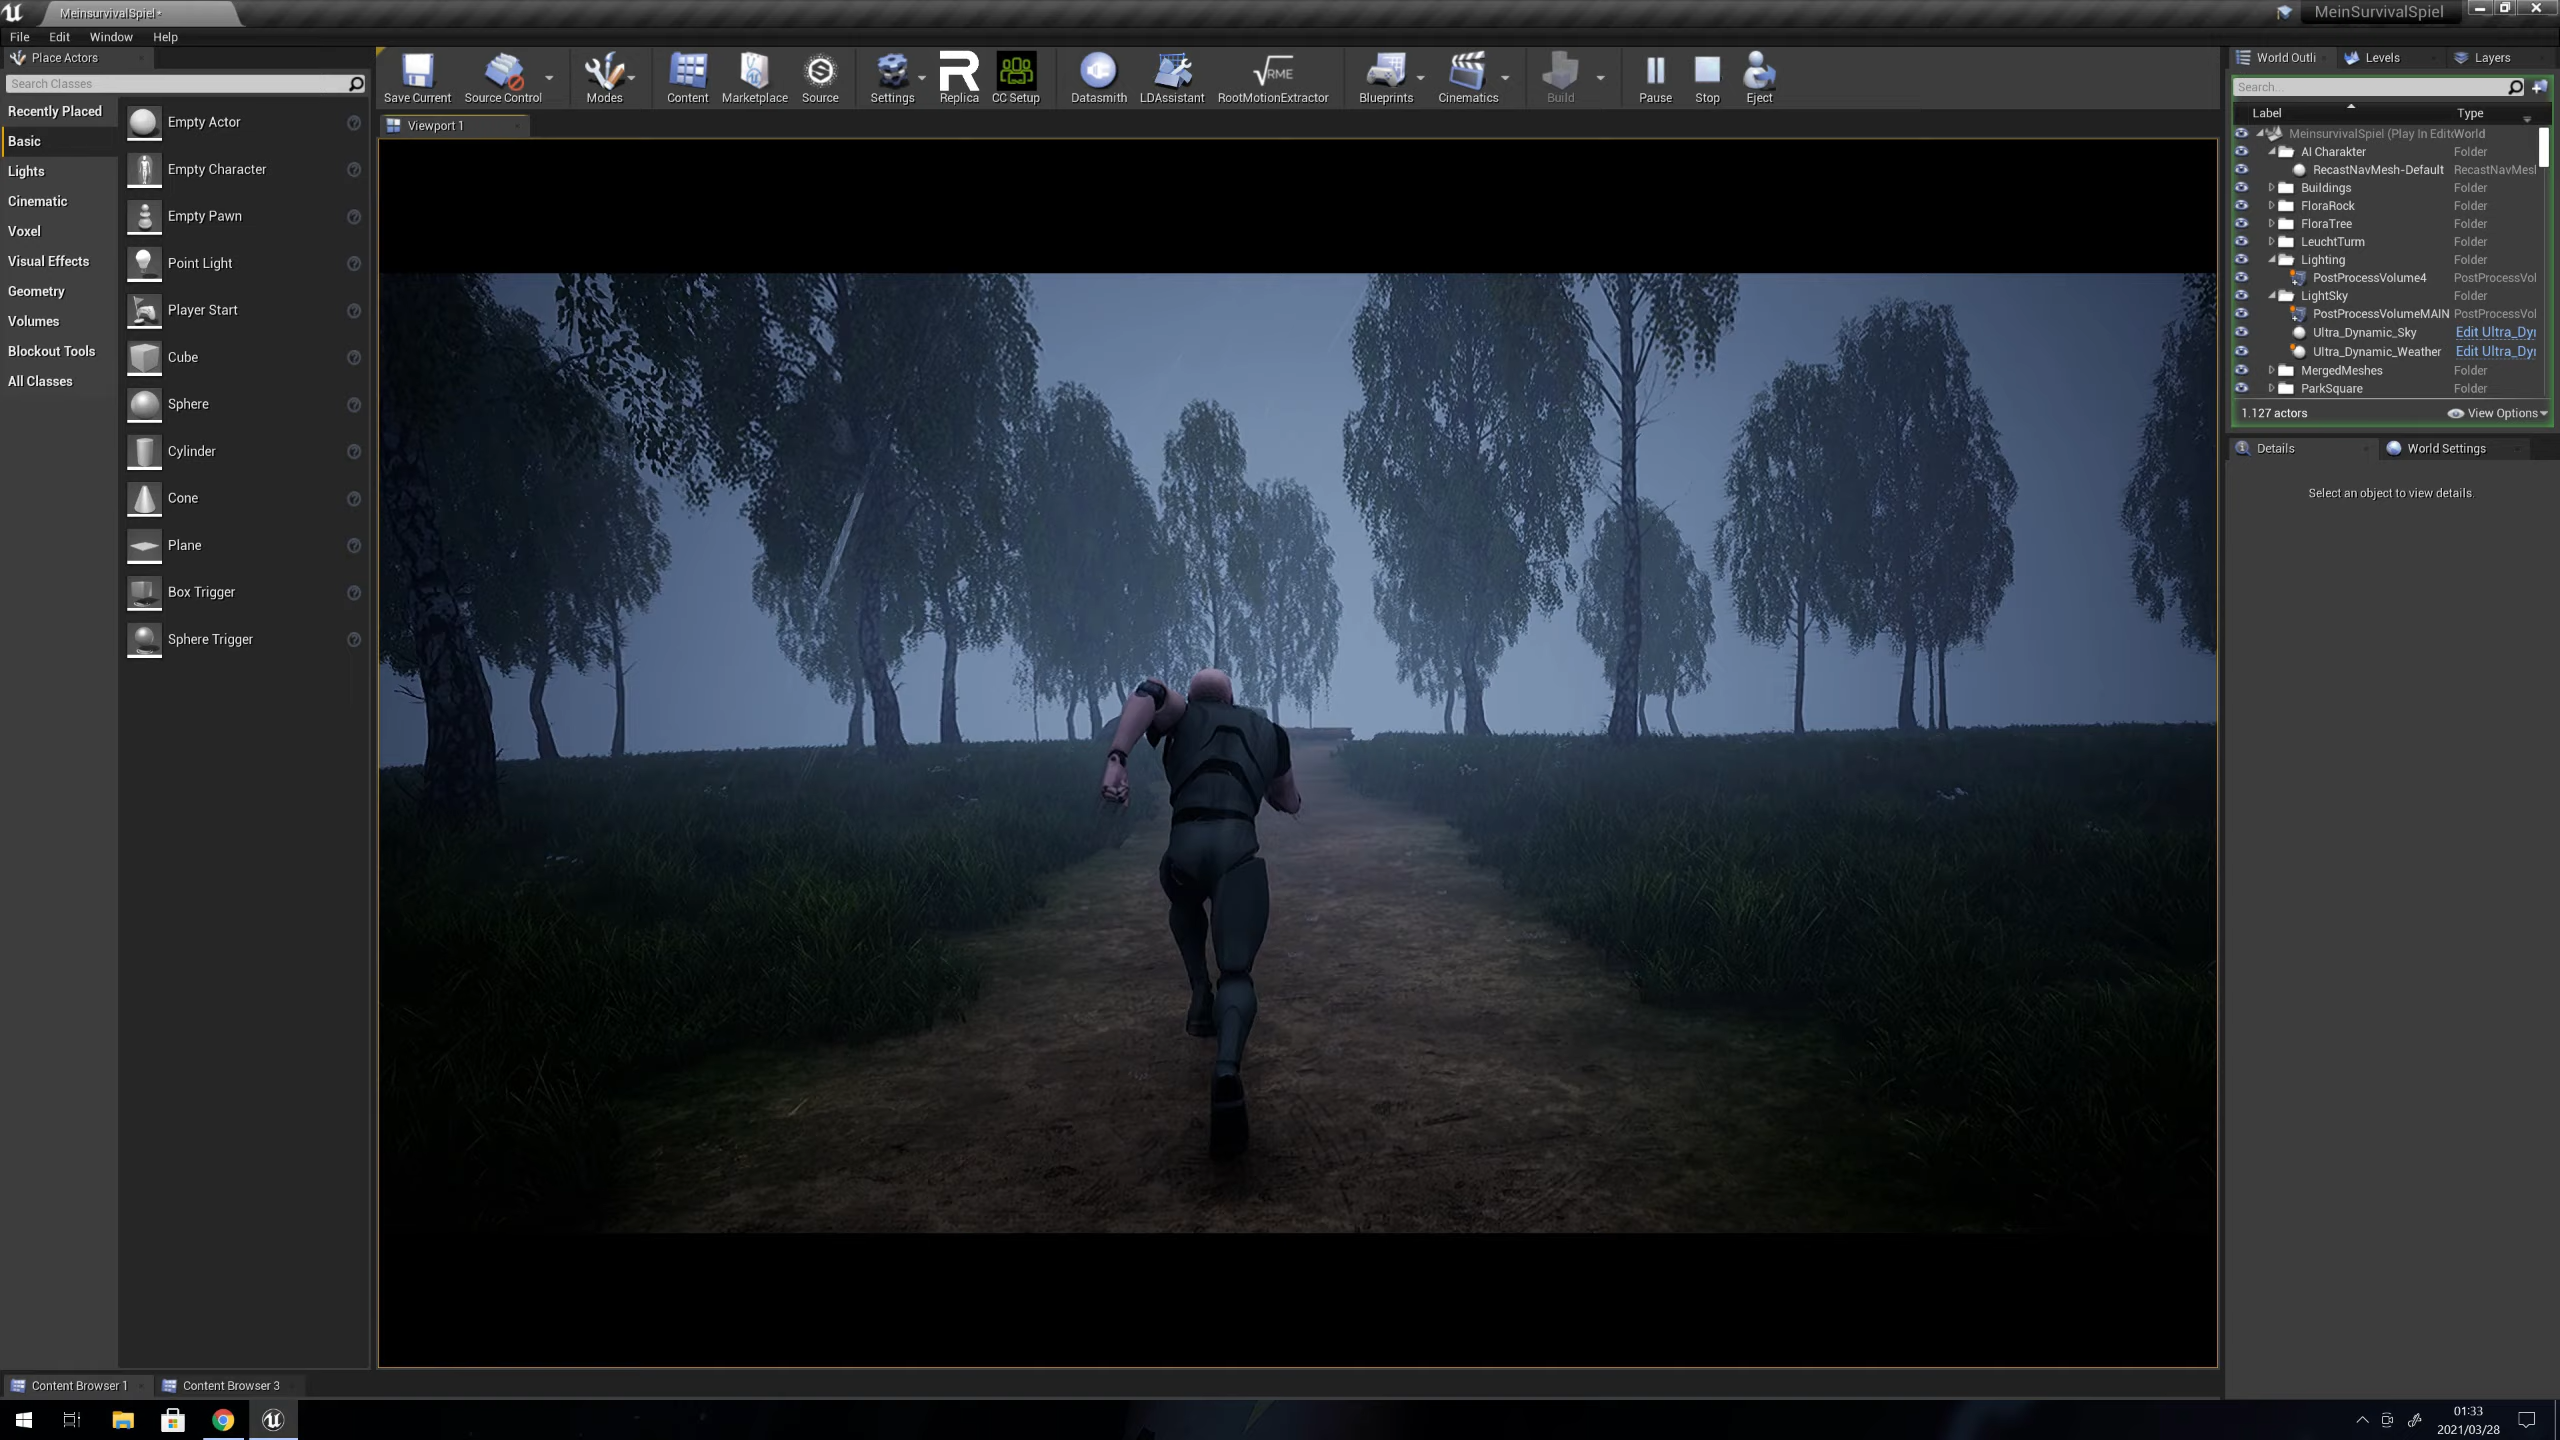 MeinsurvivalSpiel*
MeinSurvivalSpiel
File Edit Window Help
Place Actors
Search Classes
Recently Placed
Basic
Lights
Cinematic
Voxel
Visual Effects
Geometry
Volumes
Blockout Tools
All Classes
Empty Actor
Empty Character
Empty Pawn
Point Light
Player Start
Cube
Sphere
Cylinder
Cone
Plane
Box Trigger
Sphere Trigger
Save Current Source Control Modes Content Marketplace Source Settings Replica CC Setup Datasmith LDAssistant RootMotionExtractor Blueprints Cinematics Build Pause Stop Eject
√RME
Viewport 1
World Outli Levels Layers
Search...
Label Type
MeinsurvivalSpiel (Play In Edito World
AI Charakter Folder
RecastNavMesh-Default RecastNavMesl
Buildings Folder
FloraRock Folder
FloraTree Folder
LeuchtTurm Folder
Lighting Folder
PostProcessVolume4 PostProcessVol
LightSky Folder
PostProcessVolumeMAIN PostProcessVol
Ultra_Dynamic_Sky Edit Ultra_Dyı
Ultra_Dynamic_Weather Edit Ultra_Dyı
MergedMeshes Folder
ParkSquare Folder
1.127 actors View Options
Details World Settings
Select an object to view details.
Content Browser 1 Content Browser 3
01:33
2021/03/28